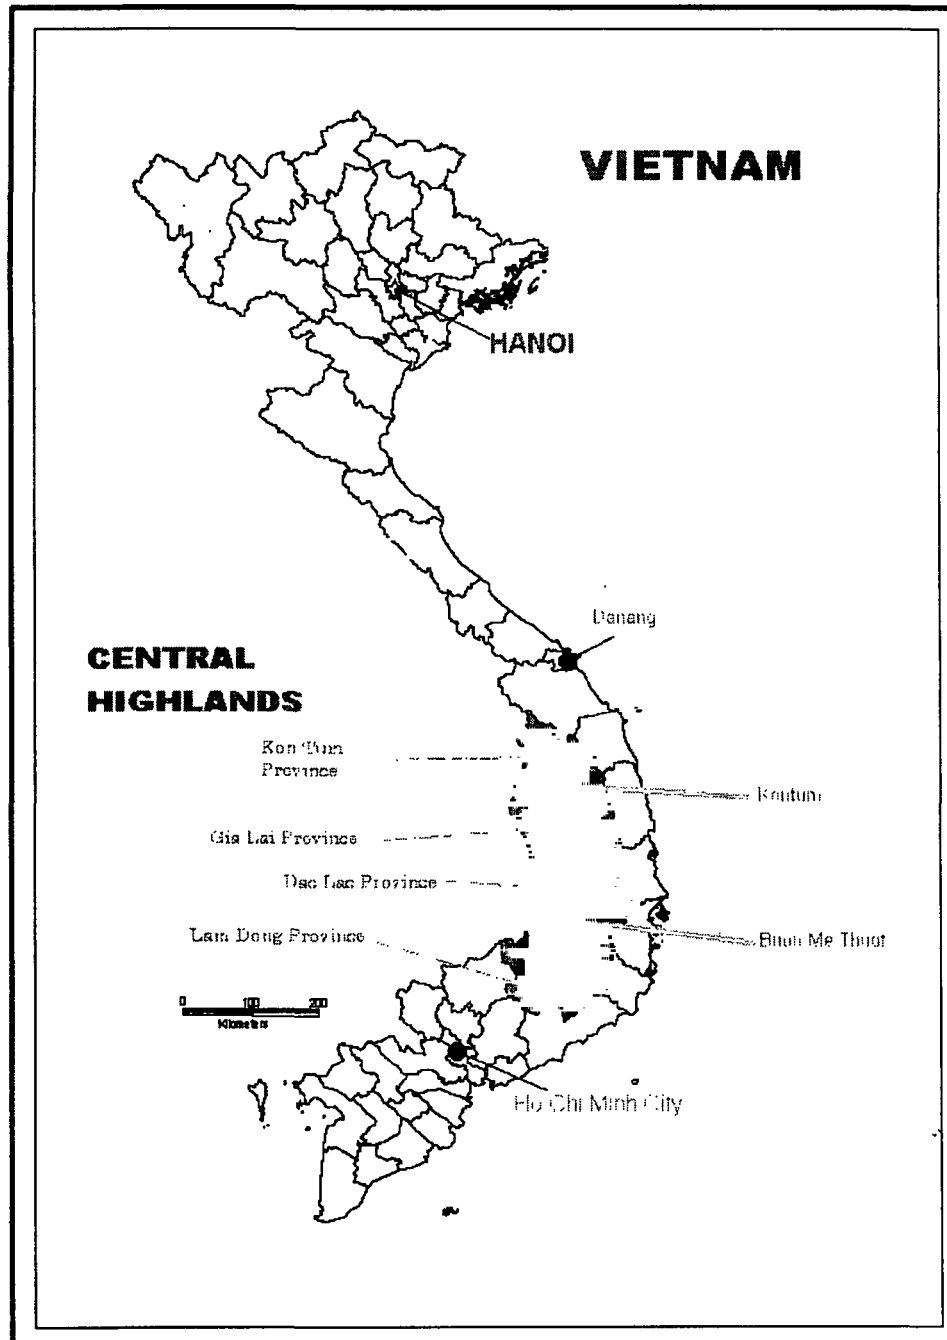 VIETNAM
HANOI
Danang
CENTRAL
HIGHLANDS
Kon Tum
Province
Kontum
Gia Lai Province
Dac Lac Province
Lam Dong Province
Buon Me Thuot
0 100 200
Kilometers
Ho Chi Minh City